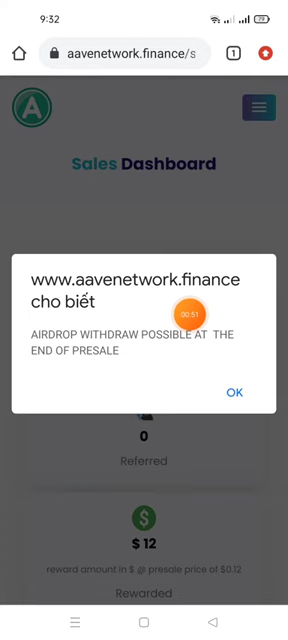 9:32
79
aavenetwork.finance/s
1
A
Sales Dashboard
www.aavenetwork.finance
cho biết
00:51
AIRDROP WITHDRAW POSSIBLE AT THE
END OF PRESALE
OK
0
Referred
$
$ 12
reward amount in $ @ presale price of $0.12
Rewarded